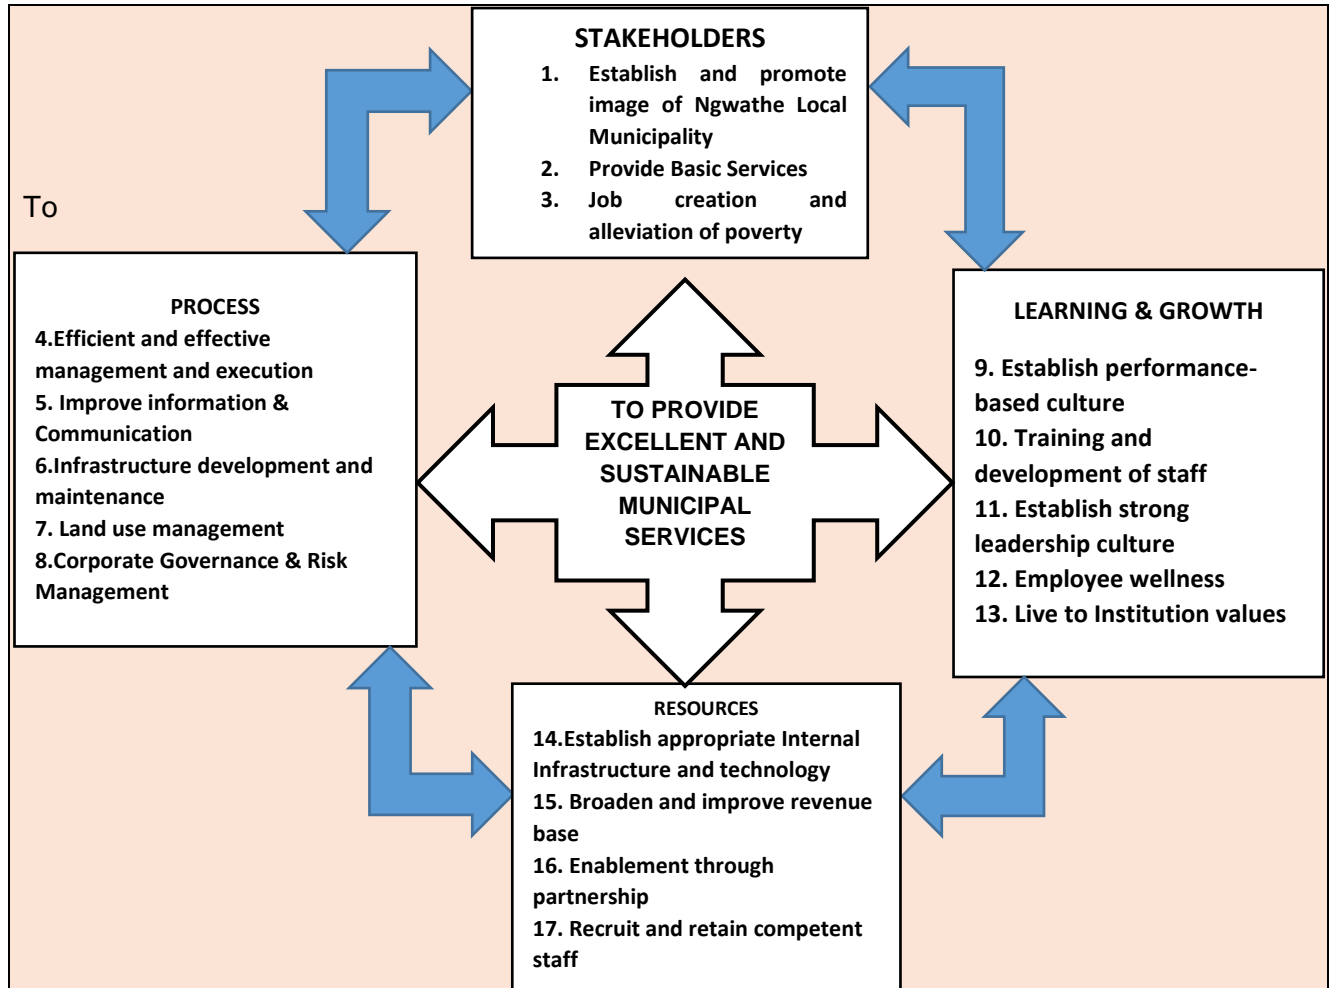 STAKEHOLDERS
1. Establish and promote
image of Ngwathe Local
Municipality
2. Provide Basic Services
3. Job creation and
alleviation of poverty
To
PROCESS
4.Efficient and effective
management and execution
5. Improve information &
Communication
6.Infrastructure development and
maintenance
7. Land use management
8.Corporate Governance & Risk
Management
TO PROVIDE
EXCELLENT AND
SUSTAINABLE
MUNICIPAL
SERVICES
LEARNING & GROWTH
9. Establish performance-
based culture
10. Training and
development of staff
11. Establish strong
leadership culture
12. Employee wellness
13. Live to Institution values
RESOURCES
14.Establish appropriate Internal
Infrastructure and technology
15. Broaden and improve revenue
base
16. Enablement through
partnership
17. Recruit and retain competent
staff